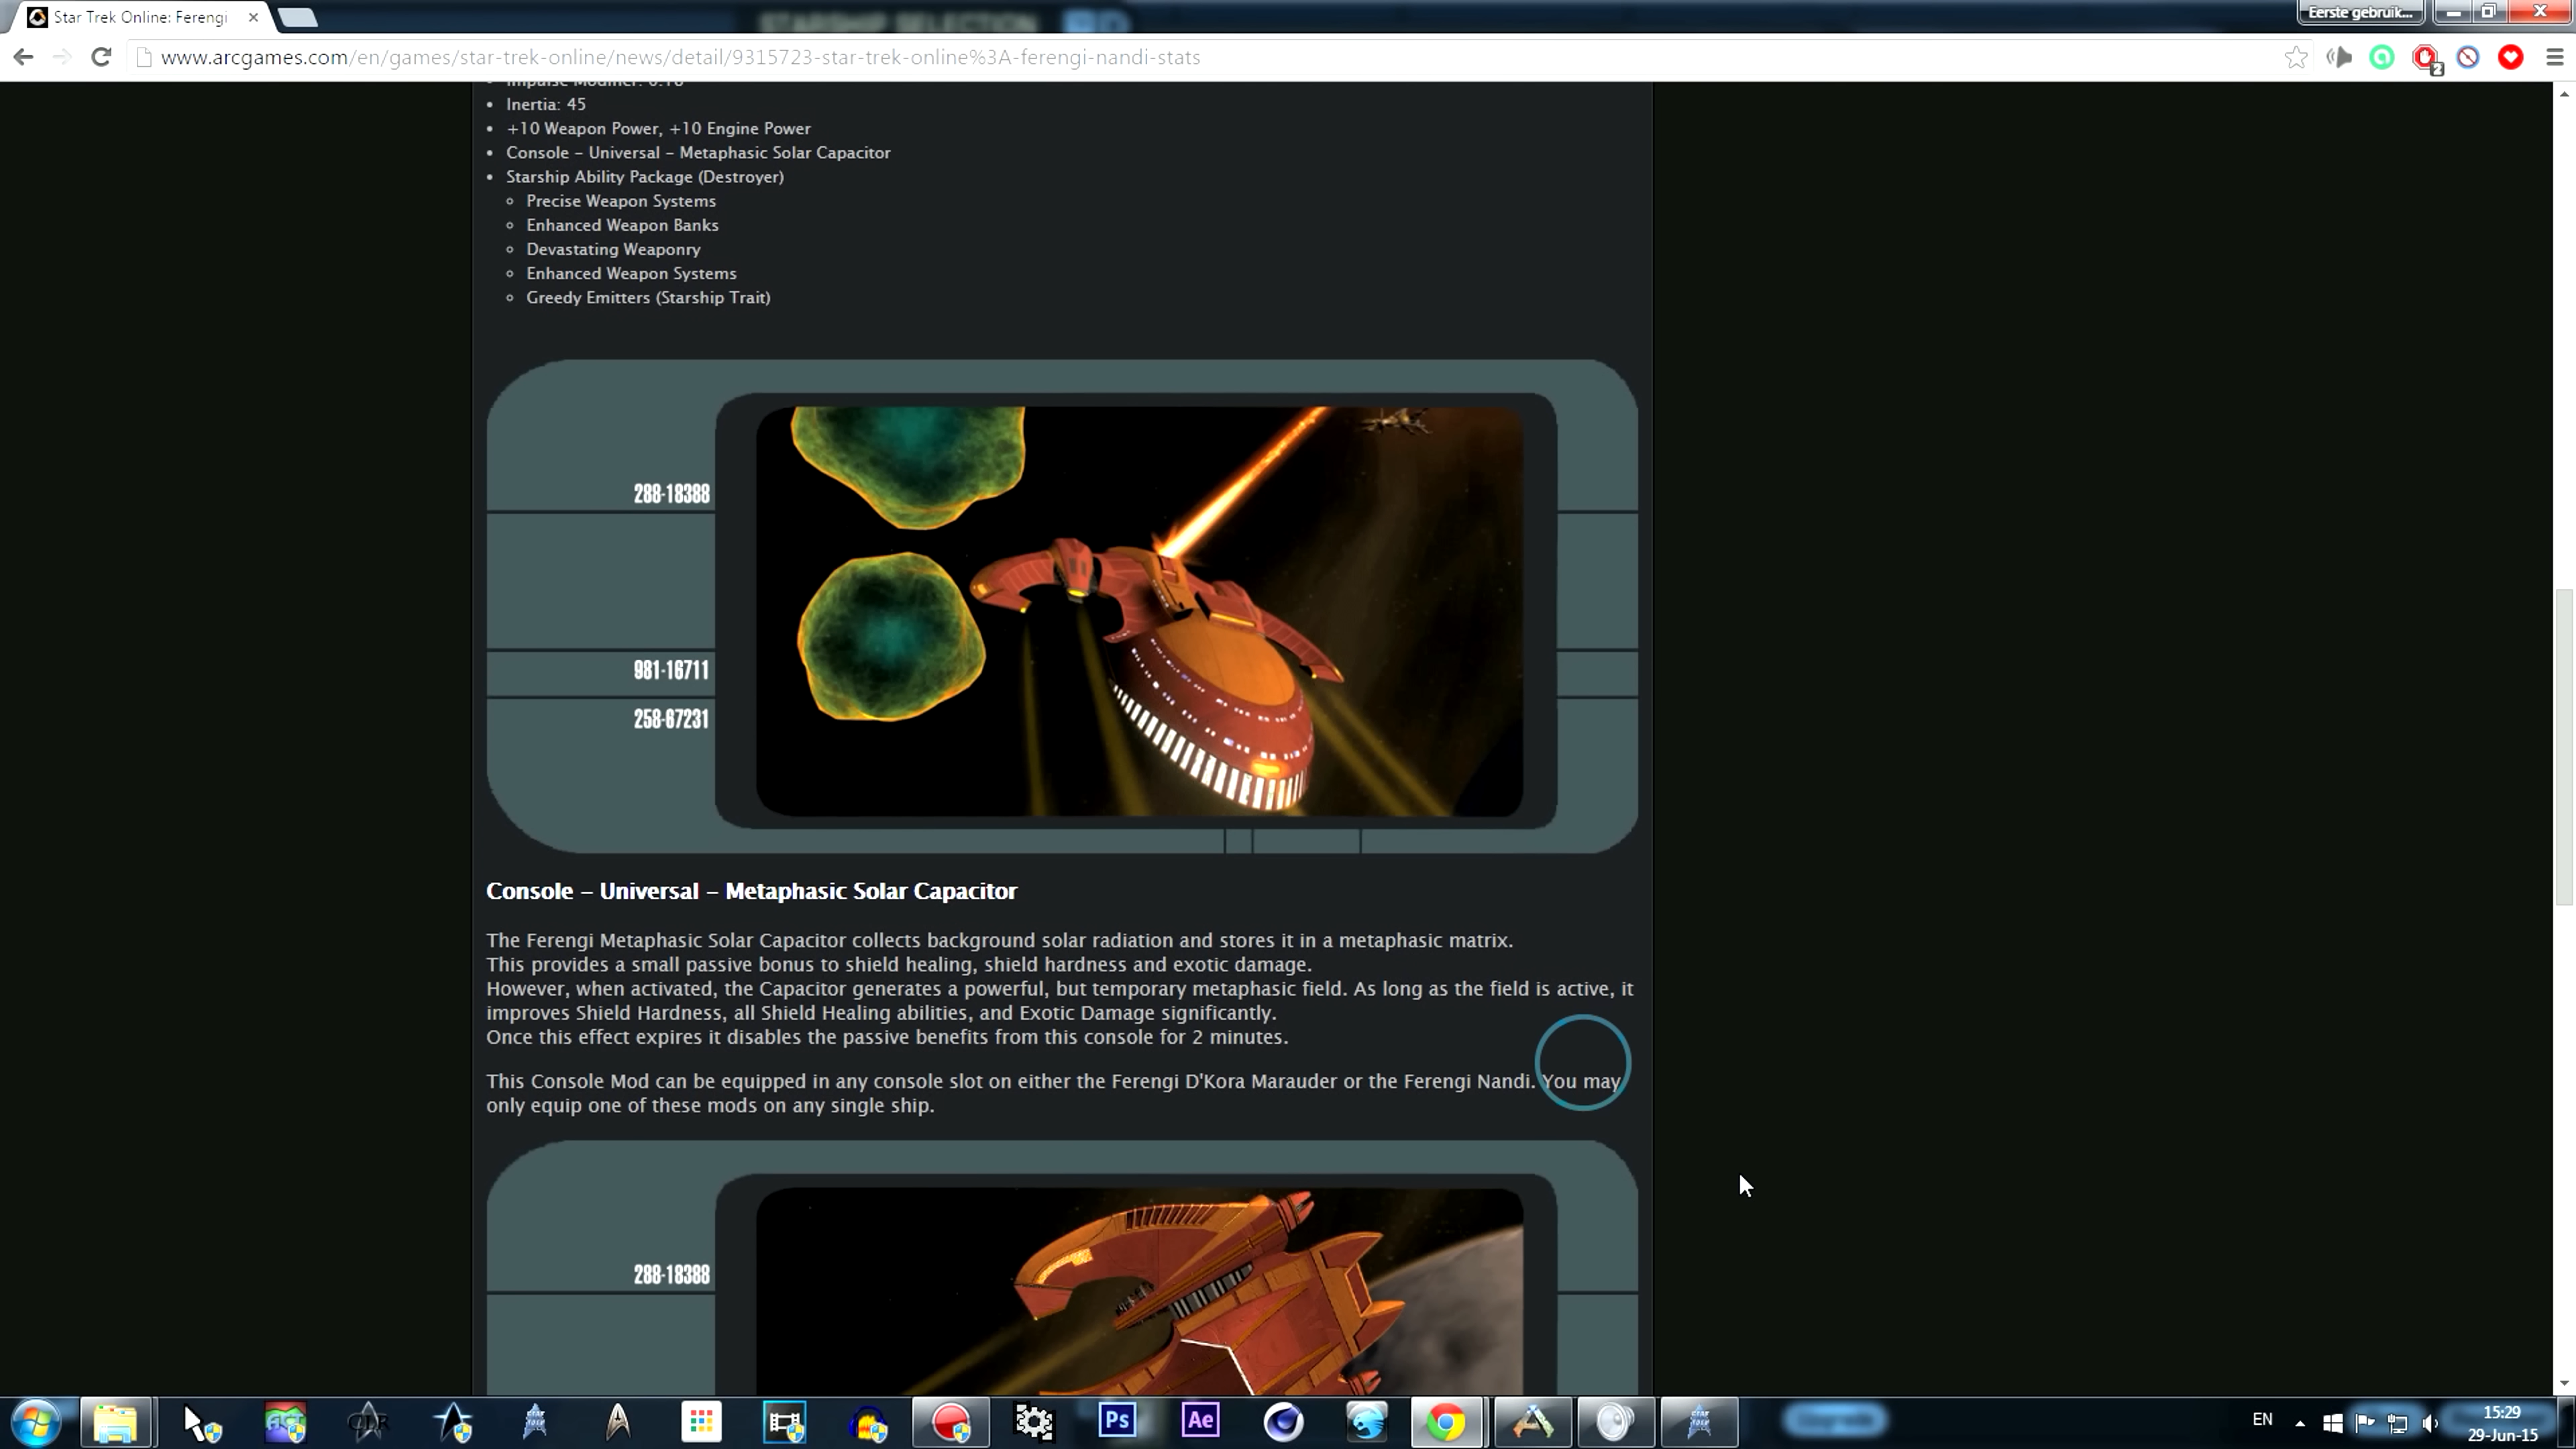 Star Trek Online: Ferengi
STARSHIP SELECTION
Eerste gebruik...
www.arcgames.com/en/games/star-trek-online/news/detail/9315723-star-trek-online%3A-ferengi-nandi-stats
2
• Inertia: 45
• +10 Weapon Power, +10 Engine Power
• Console – Universal – Metaphasic Solar Capacitor
• Starship Ability Package (Destroyer)
◦ Precise Weapon Systems
◦ Enhanced Weapon Banks
◦ Devastating Weaponry
◦ Enhanced Weapon Systems
◦ Greedy Emitters (Starship Trait)
288-18388
981-16711
258-67231
Console – Universal – Metaphasic Solar Capacitor
The Ferengi Metaphasic Solar Capacitor collects background solar radiation and stores it in a metaphasic matrix.
This provides a small passive bonus to shield healing, shield hardness and exotic damage.
However, when activated, the Capacitor generates a powerful, but temporary metaphasic field. As long as the field is active, it
improves Shield Hardness, all Shield Healing abilities, and Exotic Damage significantly.
Once this effect expires it disables the passive benefits from this console for 2 minutes.
This Console Mod can be equipped in any console slot on either the Ferengi D'Kora Marauder or the Ferengi Nandi. You may
only equip one of these mods on any single ship.
288-18388
ACT
CLR
Ps
Ae
EN
15:29
29-Jun-15